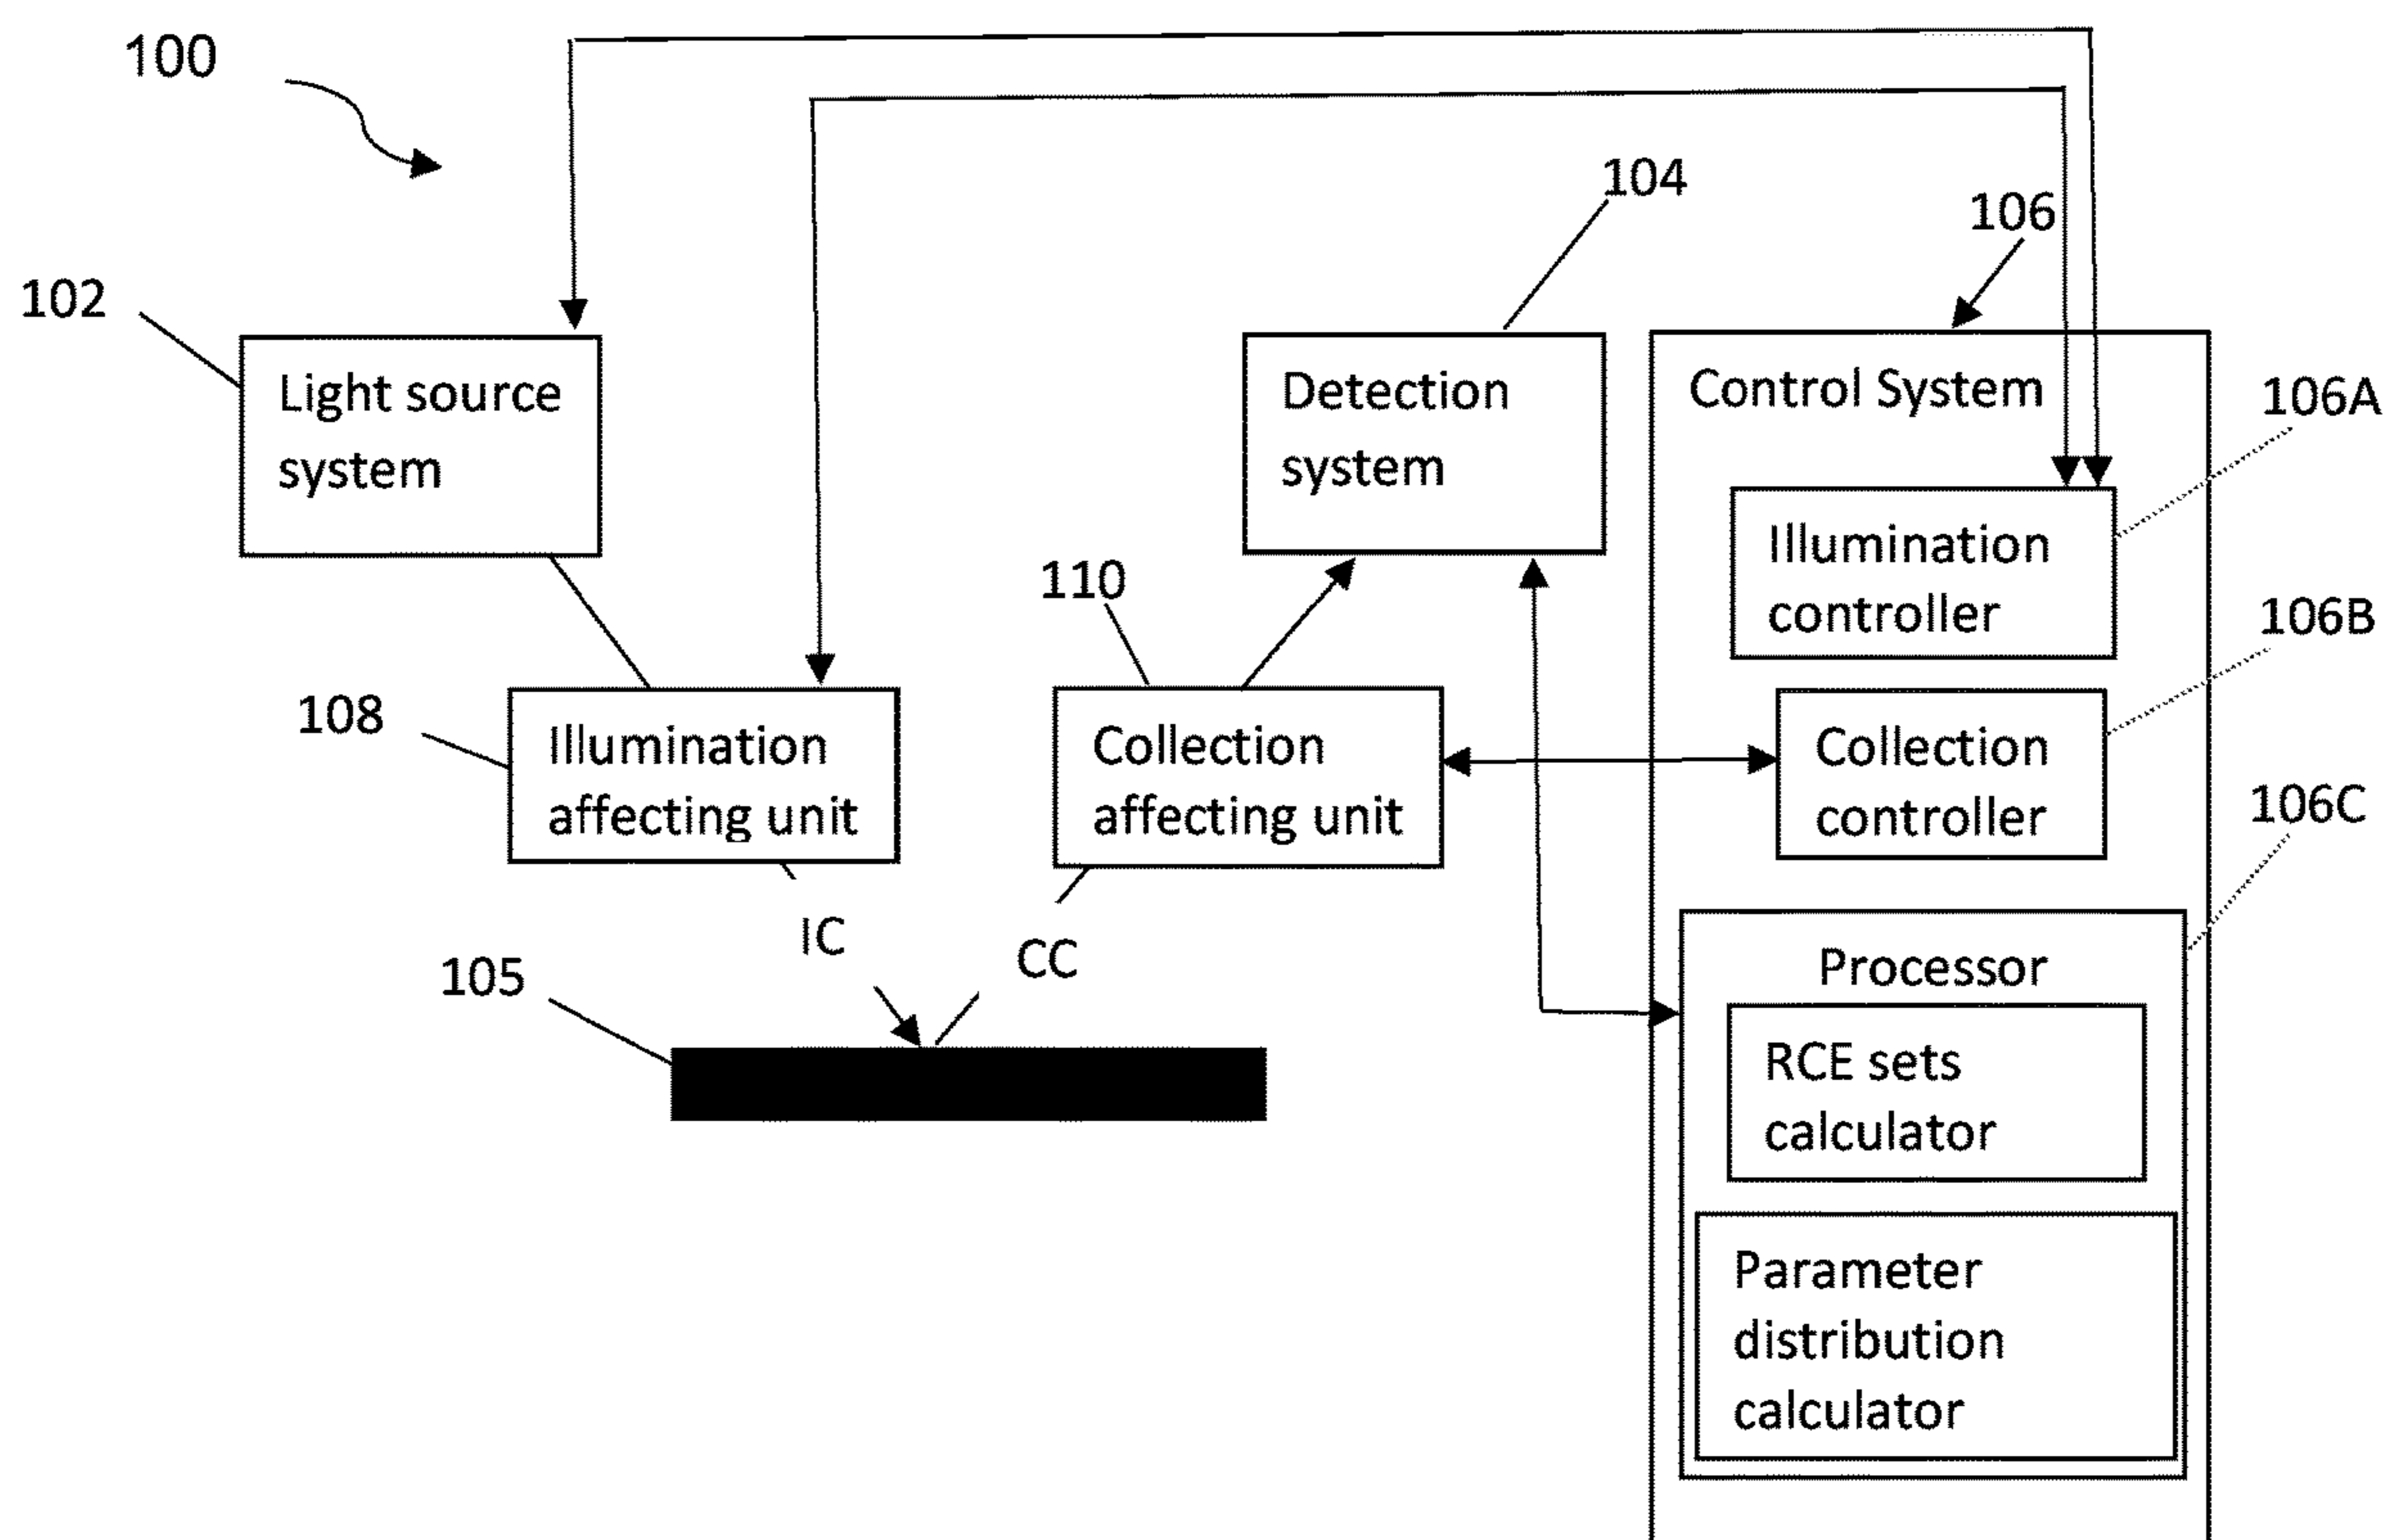 100
104
106
102
Light source
system
Detection
system
Control System
106A
Illumination
controller
110
106B
108
Illumination
affecting unit
Collection
affecting unit
Collection
controller
106C
IC
CC
105
Processor
RCE sets
calculator
Parameter
distribution
calculator